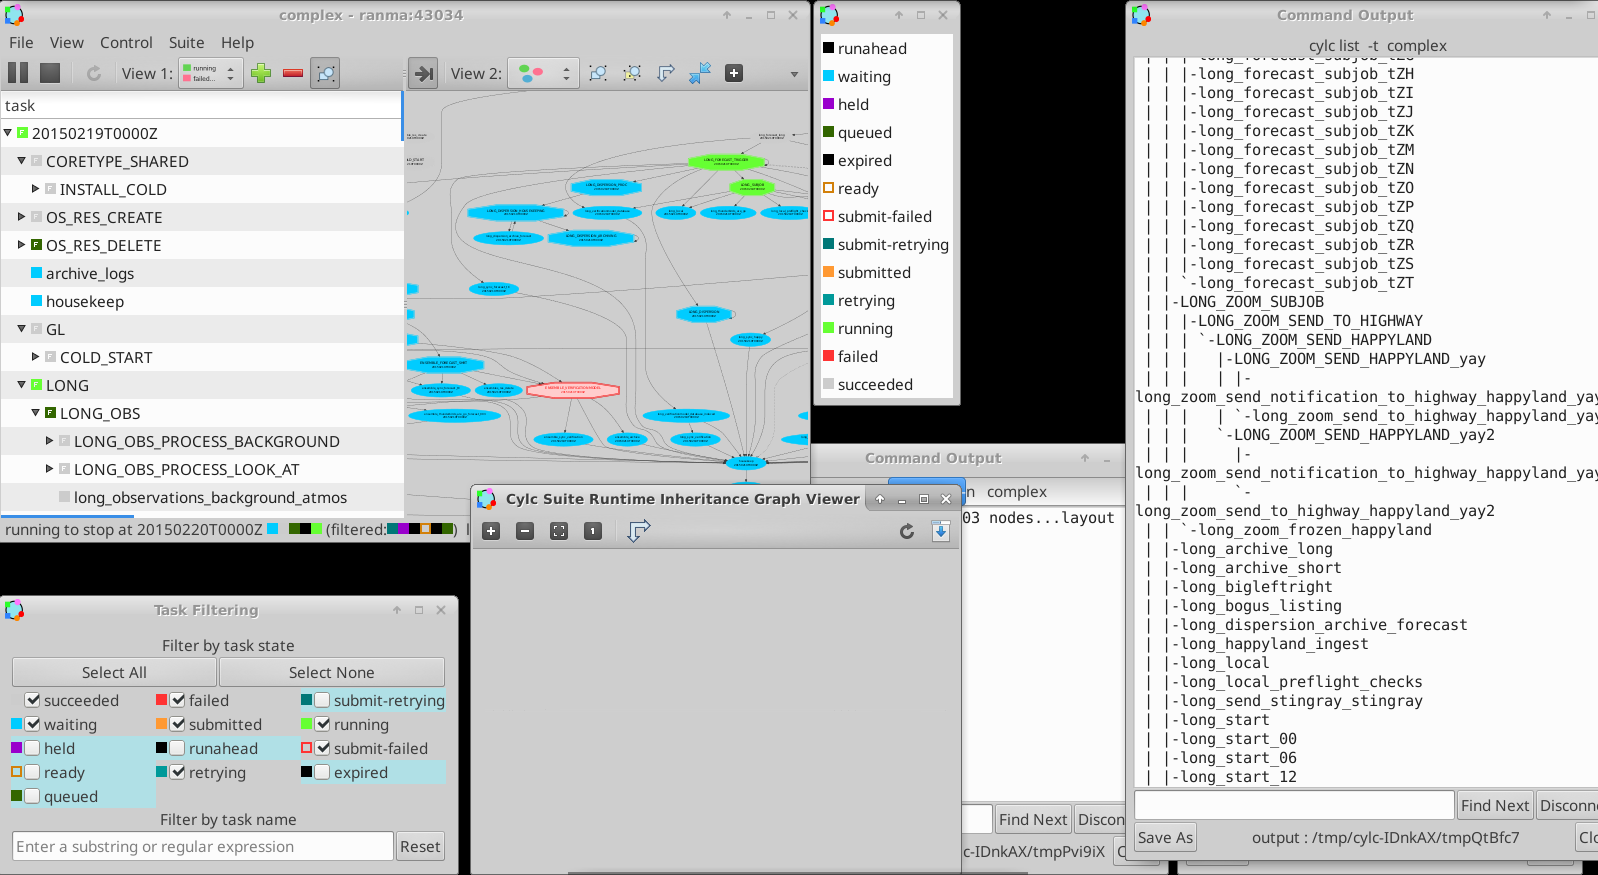 complex - ranma:43034
File View Control Suite Help
View 1: running failed... View 2:
task
20150219T0000Z
CORETYPE_SHARED
INSTALL_COLD
OS_RES_CREATE
OS_RES_DELETE
archive_logs
housekeep
GL
COLD_START
LONG
LONG_OBS
LONG_OBS_PROCESS_BACKGROUND
LONG_OBS_PROCESS_LOOK_AT
long_observations_background_atmos
running to stop at 20150220T0000Z (filtered: )
runahead
waiting
held
queued
expired
ready
submit-failed
submit-retrying
submitted
retrying
running
failed
succeeded
Command Output
cylc list -t complex
| | | |-long_forecast_subjob_tZH
| | | |-long_forecast_subjob_tZI
| | | |-long_forecast_subjob_tZJ
| | | |-long_forecast_subjob_tZK
| | | |-long_forecast_subjob_tZM
| | | |-long_forecast_subjob_tZN
| | | |-long_forecast_subjob_tZO
| | | |-long_forecast_subjob_tZP
| | | |-long_forecast_subjob_tZQ
| | | |-long_forecast_subjob_tZR
| | | |-long_forecast_subjob_tZS
| | | `-long_forecast_subjob_tZT
| | |-LONG_ZOOM_SUBJOB
| | | |-LONG_ZOOM_SEND_TO_HIGHWAY
| | | | `-LONG_ZOOM_SEND_HAPPYLAND
| | | |   |-LONG_ZOOM_SEND_HAPPYLAND_yay
| | | |   | |-
long_zoom_send_notification_to_highway_happyland_yay
| | | |   | `-long_zoom_send_to_highway_happyland_yay
| | | |   `-LONG_ZOOM_SEND_HAPPYLAND_yay2
| | | |     |-
long_zoom_send_notification_to_highway_happyland_yay
| | | |     `-
long_zoom_send_to_highway_happyland_yay2
| | | `-long_zoom_frozen_happyland
| | |-long_archive_long
| | |-long_archive_short
| | |-long_bigleftright
| | |-long_bogus_listing
| | |-long_dispersion_archive_forecast
| | |-long_happyland_ingest
| | |-long_local
| | |-long_local_preflight_checks
| | |-long_send_stingray_stingray
| | |-long_start
| | |-long_start_00
| | |-long_start_06
| | |-long_start_12
Find Next Disconn
Save As output : /tmp/cylc-IDnkAX/tmpQtBfc7 Clo
Command Output
n complex
03 nodes...layout
Find Next Discon
c-IDnkAX/tmpPvi9iX C
Cylc Suite Runtime Inheritance Graph Viewer
1
Task Filtering
Filter by task state
Select All Select None
succeeded failed submit-retrying
waiting submitted running
held runahead submit-failed
ready retrying expired
queued
Filter by task name
Enter a substring or regular expression Reset